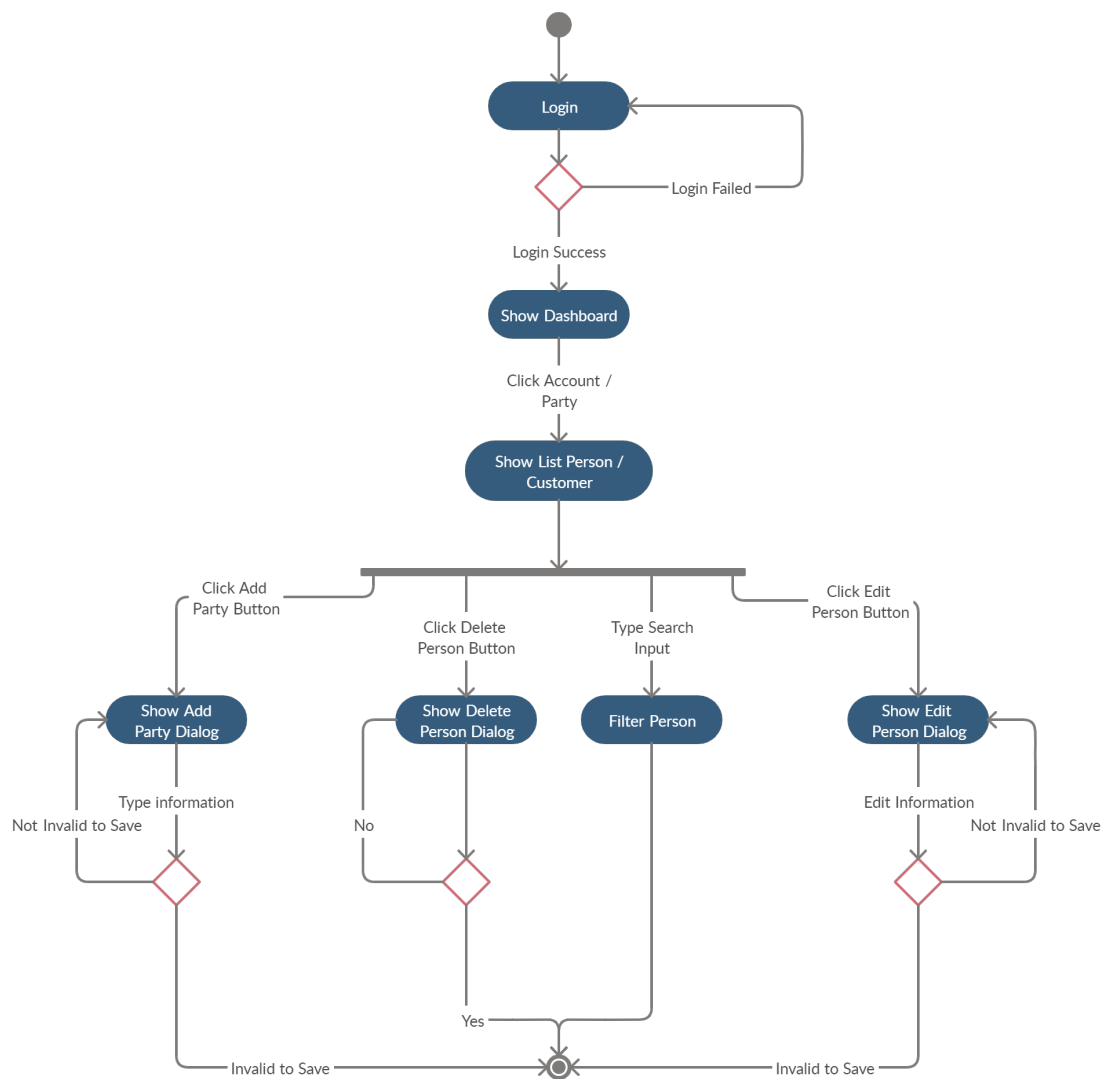 Login
Login Failed
Login Success
Show Dashboard
Click Account /
Party
Show List Person /
Customer
Click Add
Party Button
Click Delete
Person Button
Type Search
Input
Click Edit
Person Button
Show Add
Party Dialog
Show Delete
Person Dialog
Filter Person
Show Edit
Person Dialog
Type information
Not Invalid to Save
No
Edit Information
Not Invalid to Save
Yes
Invalid to Save
Invalid to Save